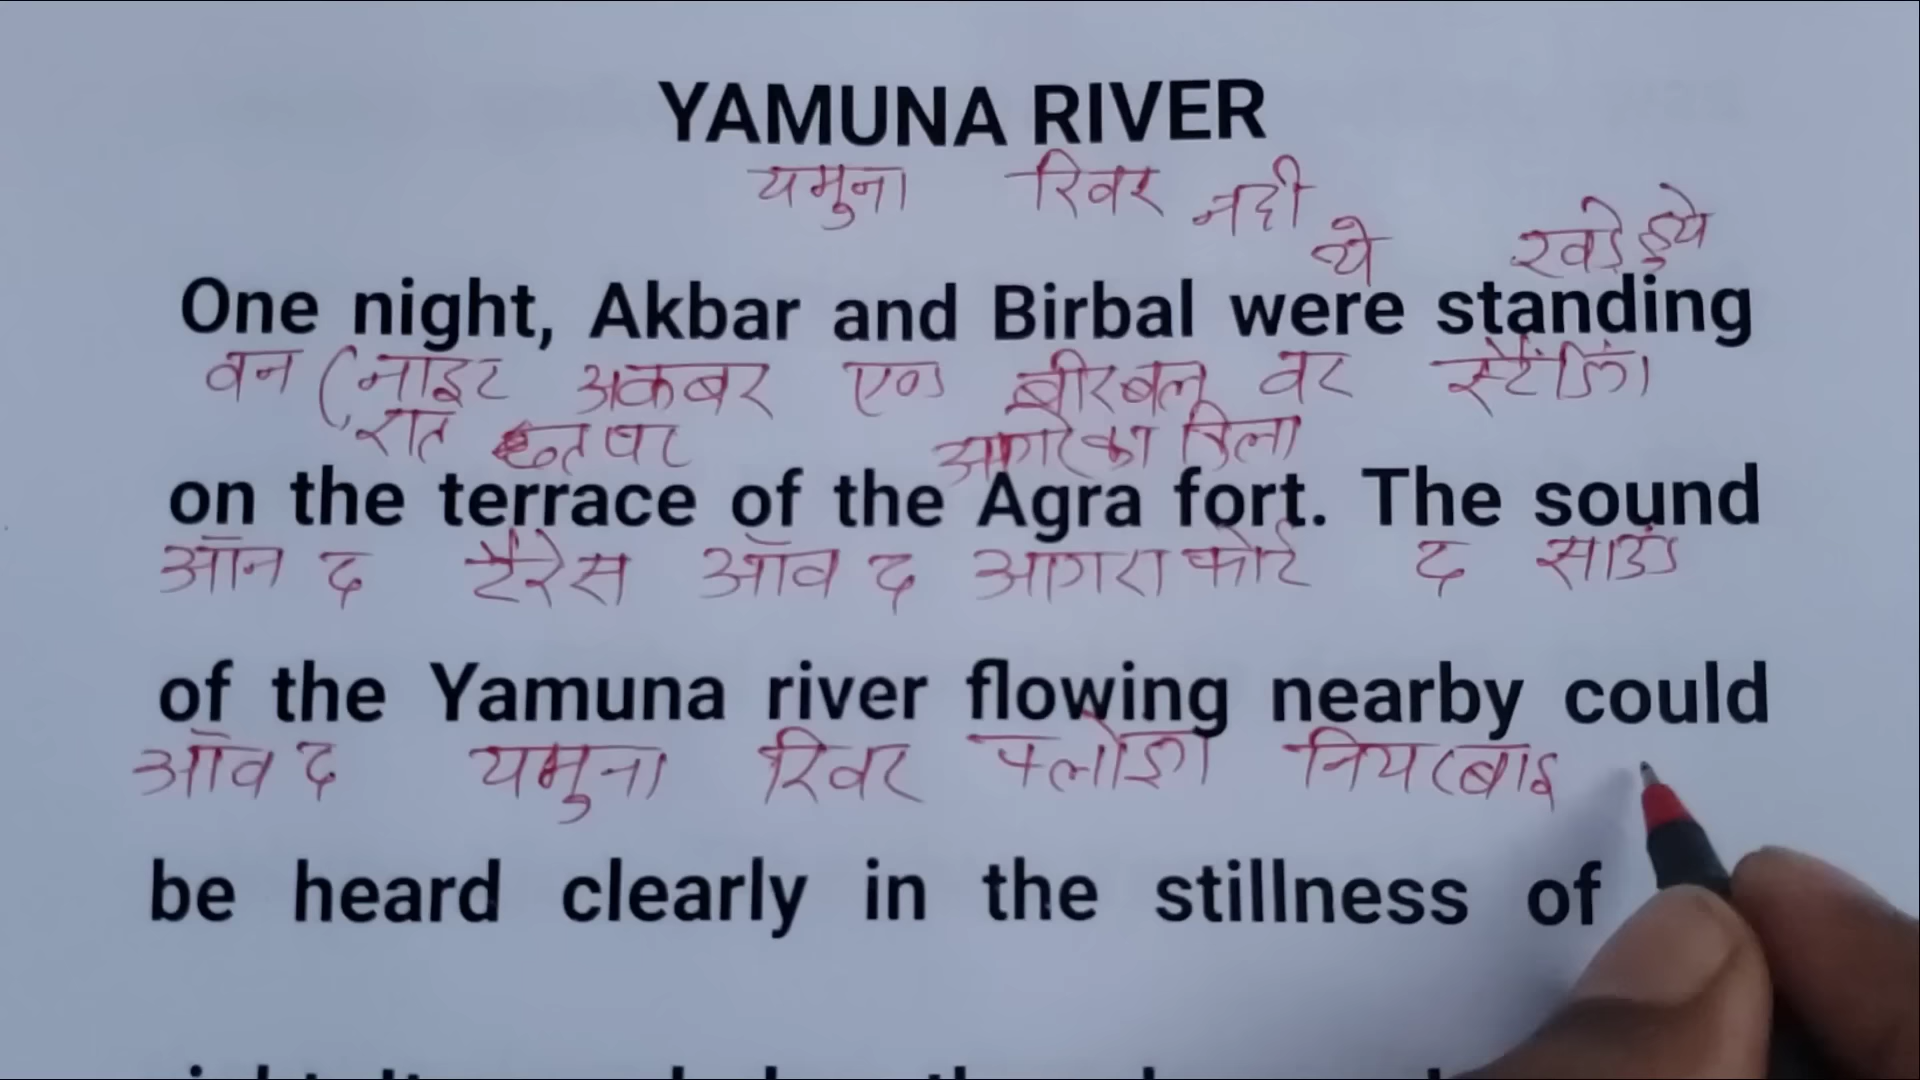 YAMUNA RIVER
यमुना रिवर नदी
थे खडे हुये
One night, Akbar and Birbal were standing
वन (नाइट अकबर एण्ड बीरबल वर स्टैंडिंग
रात छत पर आगरे का किला
on the terrace of the Agra fort. The sound
ऑन द टैरेस ऑव द आगरा फोर्ट द साउंड
of the Yamuna river flowing nearby could
ऑव द यमुना रिवर फ्लोइंग नियरबाइ
be heard clearly in the stillness of